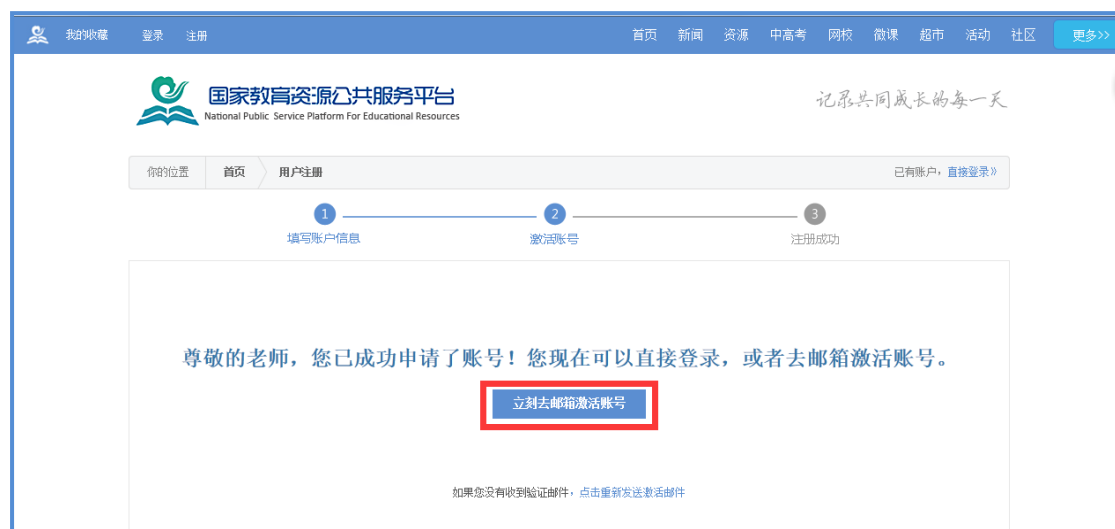 我的收藏 登录 注册 首页 新闻 资源 中高考 网校 微课 超市 活动 社区 更多>>
国家教育资源公共服务平台
National Public Service Platform For Educational Resources
记录共同成长的每一天
你的位置 首页 用户注册 已有账户，直接登录》
1 2 3
填写账户信息 激活账号 注册成功
尊敬的老师，您已成功申请了账号！您现在可以直接登录，或者去邮箱激活账号。
立刻去邮箱激活账号
如果您没有收到验证邮件，点击重新发送激活邮件